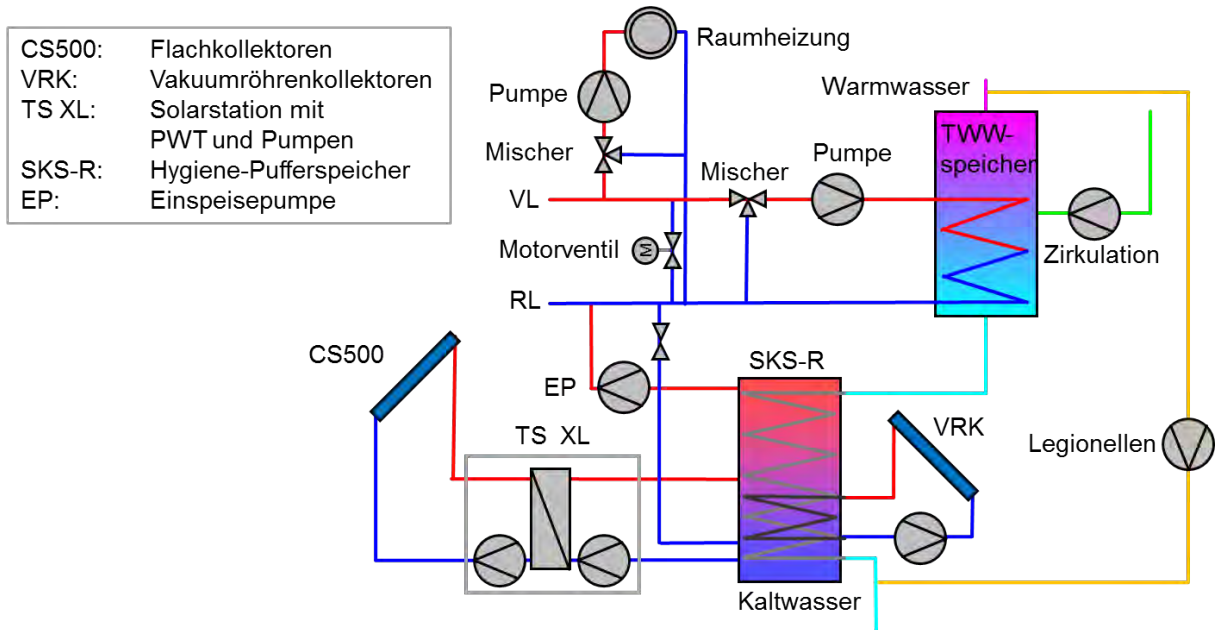 CS500: Flachkollektoren
VRK: Vakuumröhrenkollektoren
TS XL: Solarstation mit
PWT und Pumpen
SKS-R: Hygiene-Pufferspeicher
EP: Einspeisepumpe
Raumheizung
Pumpe
Mischer
VL
Mischer
Pumpe
Warmwasser
TWW-
speicher
Motorventil
M
Zirkulation
RL
CS500
EP
SKS-R
VRK
TS XL
Legionellen
Kaltwasser